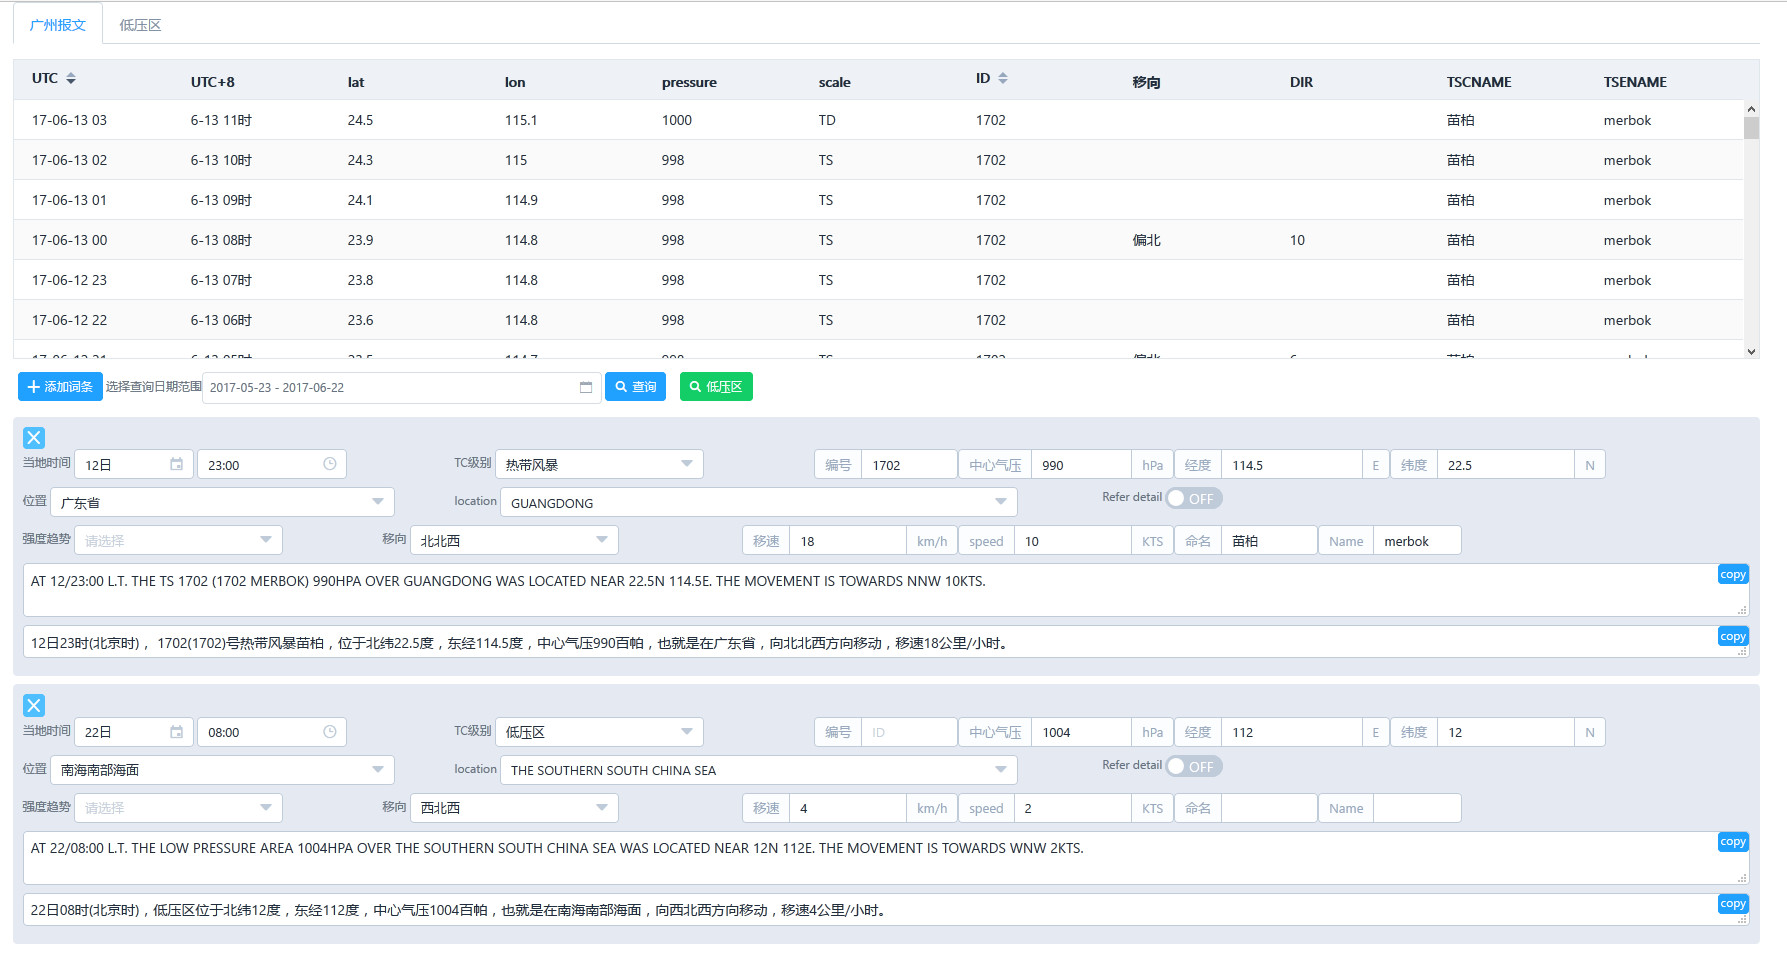 广州报文 低压区
UTC UTC+8 lat lon pressure scale ID 移向 DIR TSCNAME TSENAME
17-06-13 03 6-13 11时 24.5 115.1 1000 TD 1702 苗柏 merbok
17-06-13 02 6-13 10时 24.3 115 998 TS 1702 苗柏 merbok
17-06-13 01 6-13 09时 24.1 114.9 998 TS 1702 苗柏 merbok
17-06-13 00 6-13 08时 23.9 114.8 998 TS 1702 偏北 10 苗柏 merbok
17-06-12 23 6-13 07时 23.8 114.8 998 TS 1702 苗柏 merbok
17-06-12 22 6-13 06时 23.6 114.8 998 TS 1702 苗柏 merbok
添加词条 选择查询日期范围 2017-05-23 - 2017-06-22 查询 低压区
当地时间 12日 23:00 TC级别 热带风暴 编号 1702 中心气压 990 hPa 经度 114.5 E 纬度 22.5 N
位置 广东省 location GUANGDONG Refer detail OFF
强度趋势 请选择 移向 北北西 移速 18 km/h speed 10 KTS 命名 苗柏 Name merbok
AT 12/23:00 L.T. THE TS 1702 (1702 MERBOK) 990HPA OVER GUANGDONG WAS LOCATED NEAR 22.5N 114.5E. THE MOVEMENT IS TOWARDS NNW 10KTS. copy
12日23时(北京时)，1702(1702)号热带风暴苗柏，位于北纬22.5度，东经114.5度，中心气压990百帕，也就是在广东省，向北北西方向移动，移速18公里/小时。 copy
当地时间 22日 08:00 TC级别 低压区 编号 ID 中心气压 1004 hPa 经度 112 E 纬度 12 N
位置 南海南部海面 location THE SOUTHERN SOUTH CHINA SEA Refer detail OFF
强度趋势 请选择 移向 西北西 移速 4 km/h speed 2 KTS 命名 Name
AT 22/08:00 L.T. THE LOW PRESSURE AREA 1004HPA OVER THE SOUTHERN SOUTH CHINA SEA WAS LOCATED NEAR 12N 112E. THE MOVEMENT IS TOWARDS WNW 2KTS. copy
22日08时(北京时)，低压区位于北纬12度，东经112度，中心气压1004百帕，也就是在南海南部海面，向西北西方向移动，移速4公里/小时。 copy